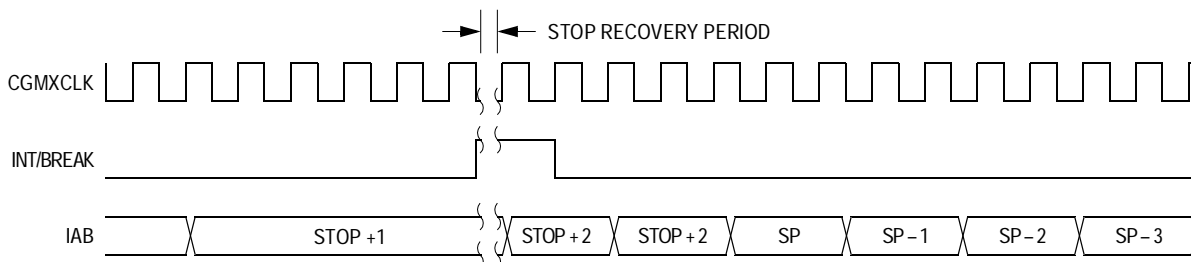 STOP RECOVERY PERIOD
CGMXCLK
INT/BREAK
IAB STOP +1 STOP + 2 STOP + 2 SP SP – 1 SP – 2 SP – 3